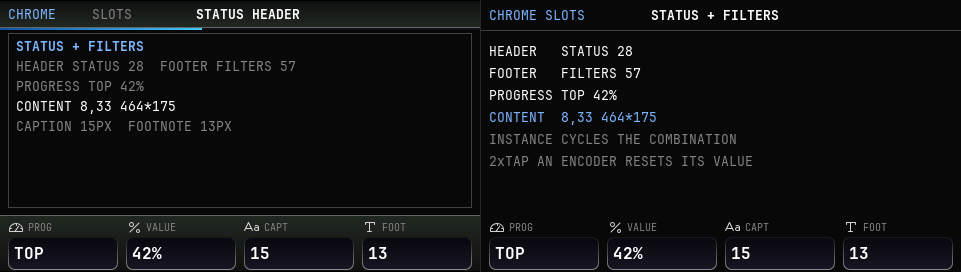 CHROME SLOTS STATUS HEADER
STATUS + FILTERS
HEADER STATUS 28 FOOTER FILTERS 57
PROGRESS TOP 42%
CONTENT 8,33 464*175
CAPTION 15PX FOOTNOTE 13PX
PROG VALUE Aa CAPT FOOT
TOP 42% 15 13
CHROME SLOTS STATUS + FILTERS
HEADER STATUS 28
FOOTER FILTERS 57
PROGRESS TOP 42%
CONTENT 8,33 464*175
INSTANCE CYCLES THE COMBINATION
2xTAP AN ENCODER RESETS ITS VALUE
PROG VALUE Aa CAPT FOOT
TOP 42% 15 13